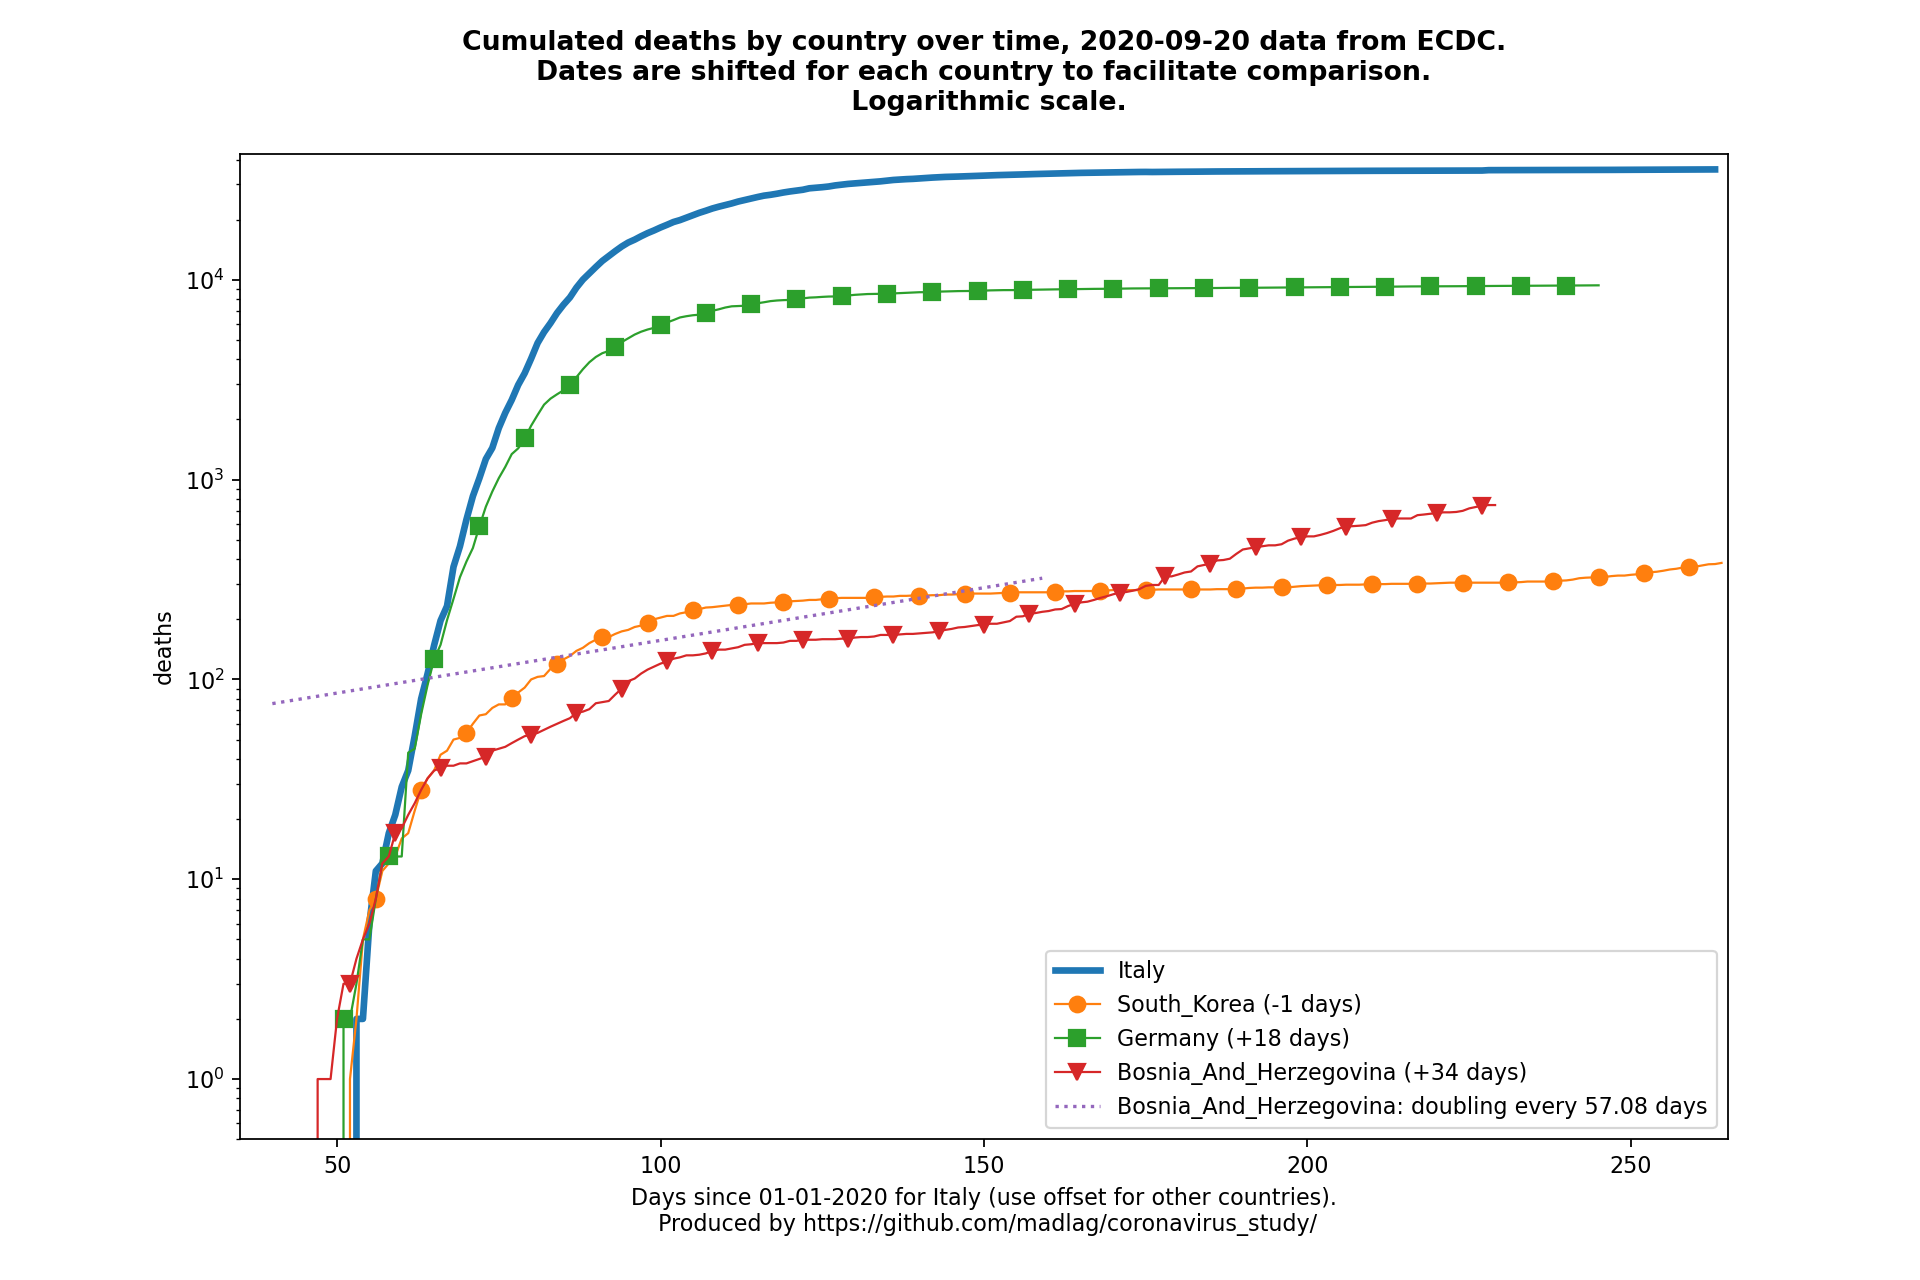 Cumulated deaths by country over time, 2020-09-20 data from ECDC.
Dates are shifted for each country to facilitate comparison.
Logarithmic scale.
10^4
10^3
10^2
10^1
10^0
deaths
Italy
South_Korea (-1 days)
Germany (+18 days)
Bosnia_And_Herzegovina (+34 days)
Bosnia_And_Herzegovina: doubling every 57.08 days
50 100 150 200 250
Days since 01-01-2020 for Italy (use offset for other countries).
Produced by https://github.com/madlag/coronavirus_study/